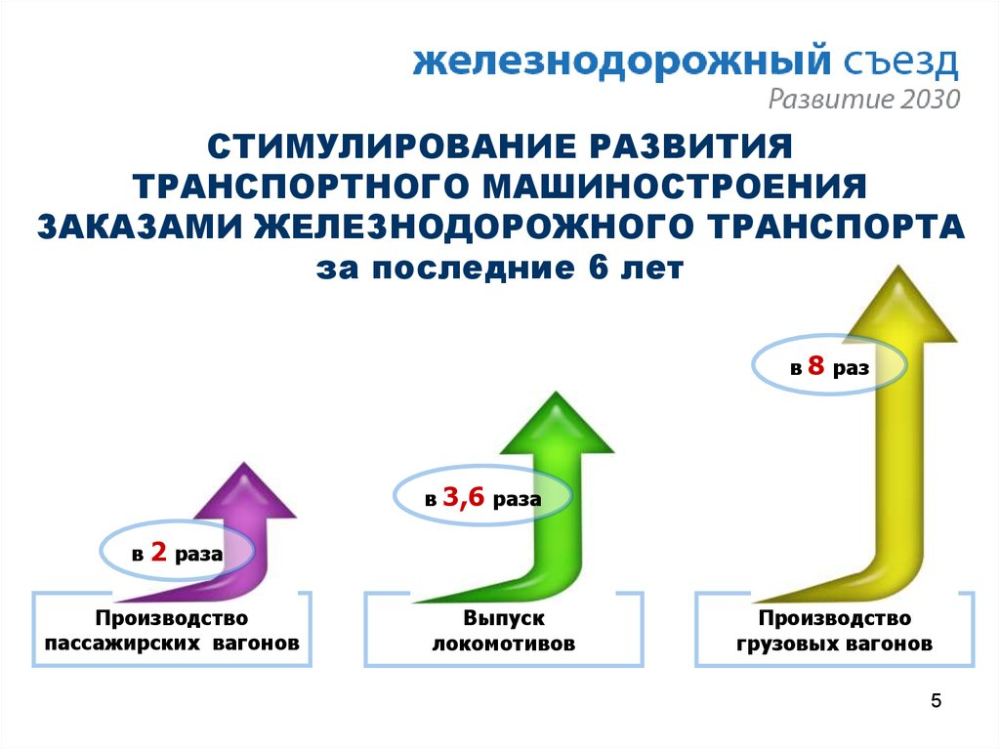 железнодорожный съезд
Развитие 2030
СТИМУЛИРОВАНИЕ РАЗВИТИЯ
ТРАНСПОРТНОГО МАШИНОСТРОЕНИЯ
ЗАКАЗАМИ ЖЕЛЕЗНОДОРОЖНОГО ТРАНСПОРТА
за последние 6 лет
в 8 раз
в 3,6 раза
в 2 раза
Производство
пассажирских вагонов
Выпуск
локомотивов
Производство
грузовых вагонов
5